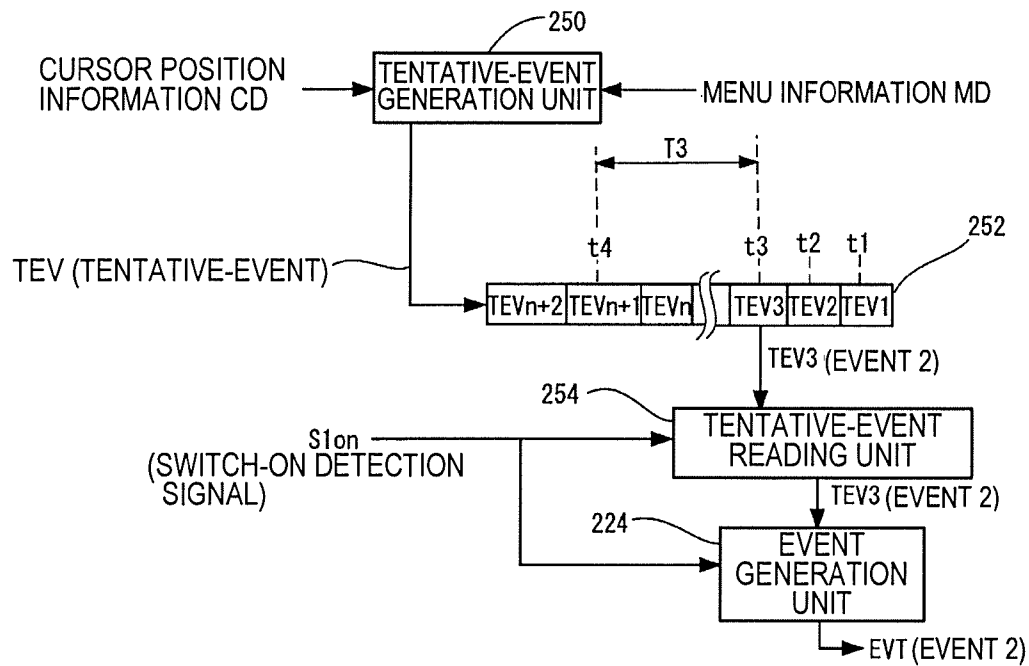 250
CURSOR POSITION
INFORMATION CD
TENTATIVE-EVENT
GENERATION UNIT
MENU INFORMATION MD
T3
t4
t3
t2
t1
252
TEV (TENTATIVE-EVENT)
TEVn+2
TEVn+1
TEVn
TEV3
TEV2
TEV1
TEV3 (EVENT 2)
254
S1on
(SWITCH-ON DETECTION
SIGNAL)
TENTATIVE-EVENT
READING UNIT
TEV3 (EVENT 2)
224
EVENT
GENERATION
UNIT
EVT (EVENT 2)